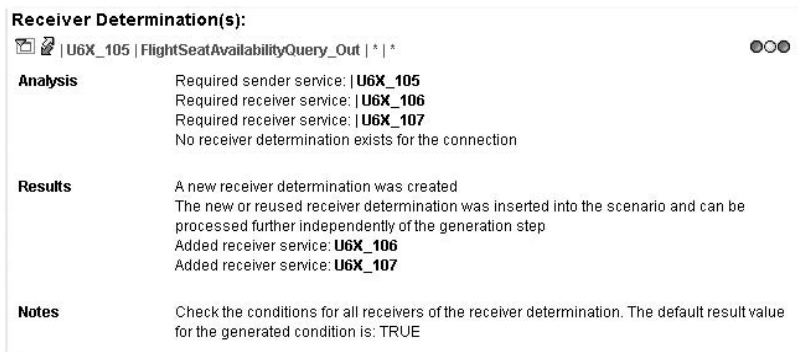 Receiver Determination(s):
| U6X_105 | FlightSeatAvailabilityQuery_Out | * | *
Analysis Required sender service: | U6X_105
Required receiver service: | U6X_106
Required receiver service: | U6X_107
No receiver determination exists for the connection
Results A new receiver determination was created
The new or reused receiver determination was inserted into the scenario and can be
processed further independently of the generation step
Added receiver service: U6X_106
Added receiver service: U6X_107
Notes Check the conditions for all receivers of the receiver determination. The default result value
for the generated condition is: TRUE